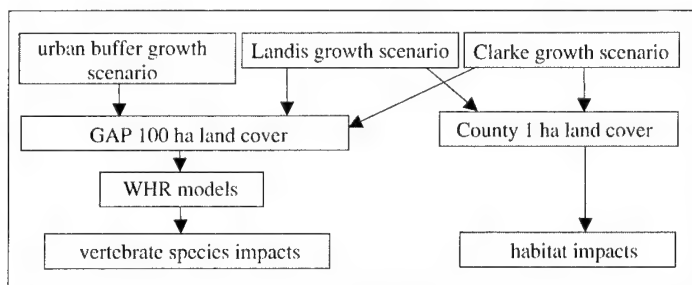 urban buffer growth
scenario
Landis growth scenario
Clarke growth scenario
GAP 100 ha land cover
County 1 ha land cover
WHR models
vertebrate species impacts
habitat impacts